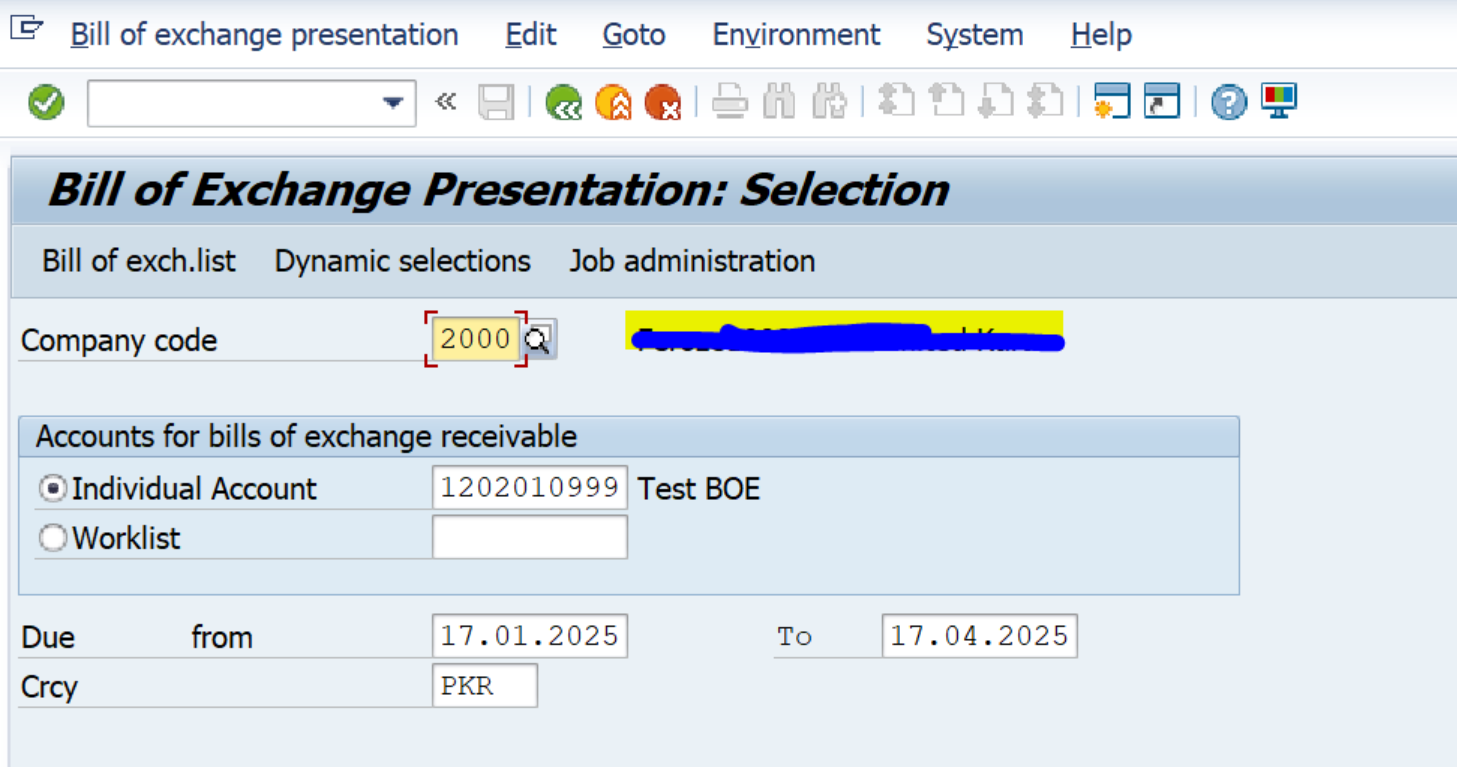 Bill of exchange presentation Edit Goto Environment System Help
Bill of Exchange Presentation: Selection
Bill of exch.list Dynamic selections Job administration
Company code 2000
Accounts for bills of exchange receivable
Individual Account 1202010999 Test BOE
Worklist
Due from 17.01.2025 To 17.04.2025
Crcy PKR